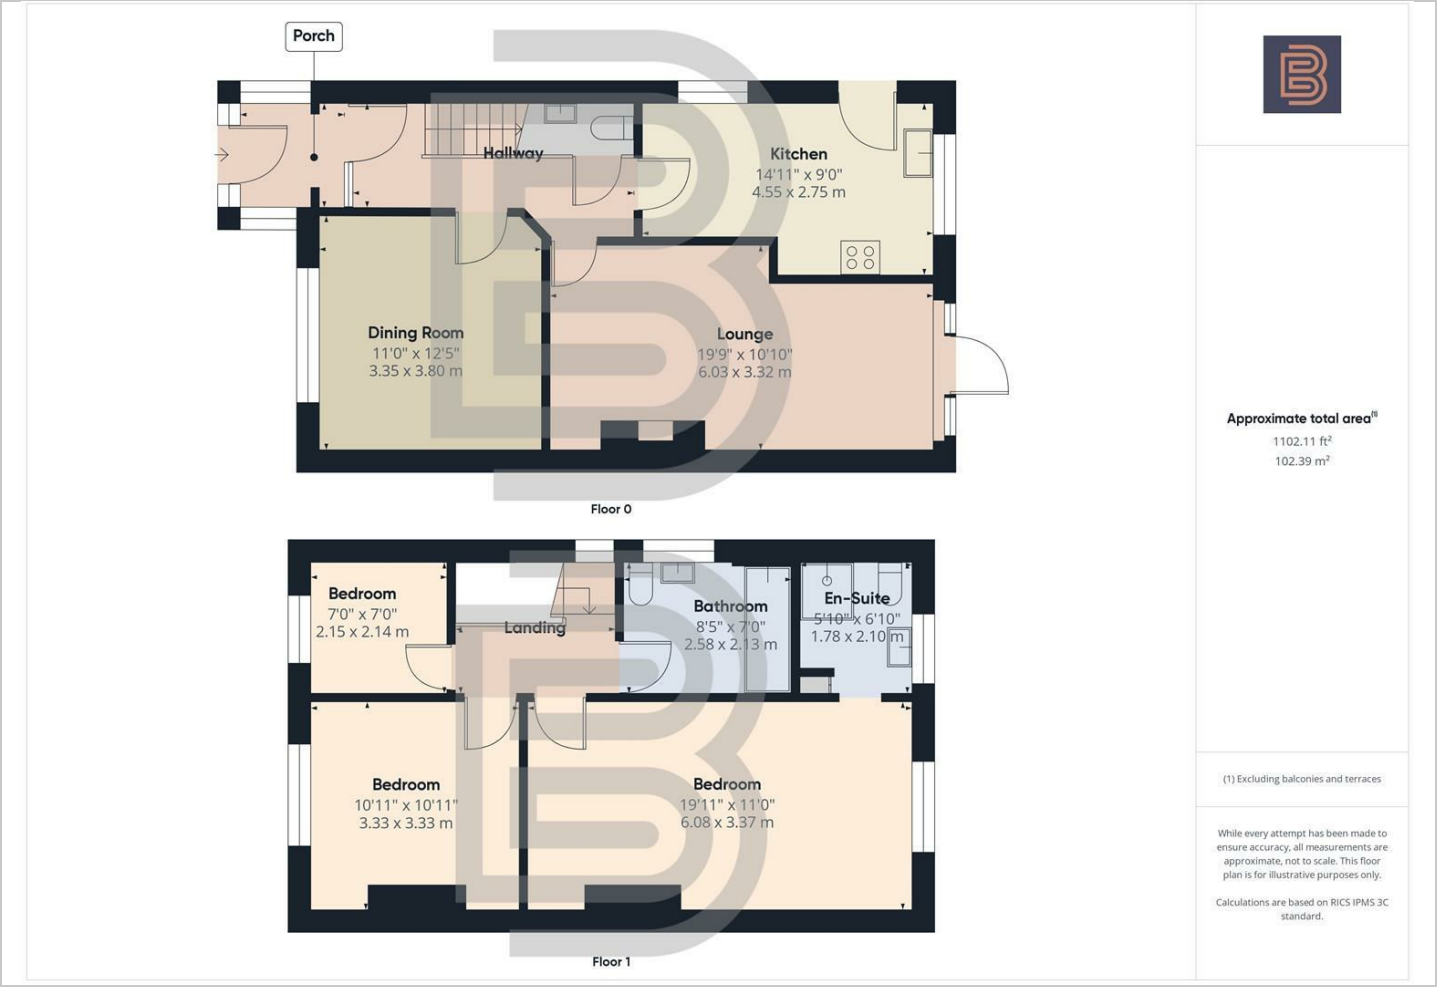 Porch
Hallway
Kitchen
14'11" x 9'0"
4.55 x 2.75 m
Dining Room
11'0" x 12'5"
3.35 x 3.80 m
Lounge
19'9" x 10'10"
6.03 x 3.32 m
Floor 0
Bedroom
7'0" x 7'0"
2.15 x 2.14 m
Landing
Bathroom
8'5" x 7'0"
2.58 x 2.13 m
En-Suite
5'10" x 6'10"
1.78 x 2.10 m
Bedroom
10'11" x 10'11"
3.33 x 3.33 m
Bedroom
19'11" x 11'0"
6.08 x 3.37 m
Floor 1
B
Approximate total area⁽¹⁾
1102.11 ft²
102.39 m²
(1) Excluding balconies and terraces
While every attempt has been made to
ensure accuracy, all measurements are
approximate, not to scale. This floor
plan is for illustrative purposes only.
Calculations are based on RICS IPMS 3C
standard.